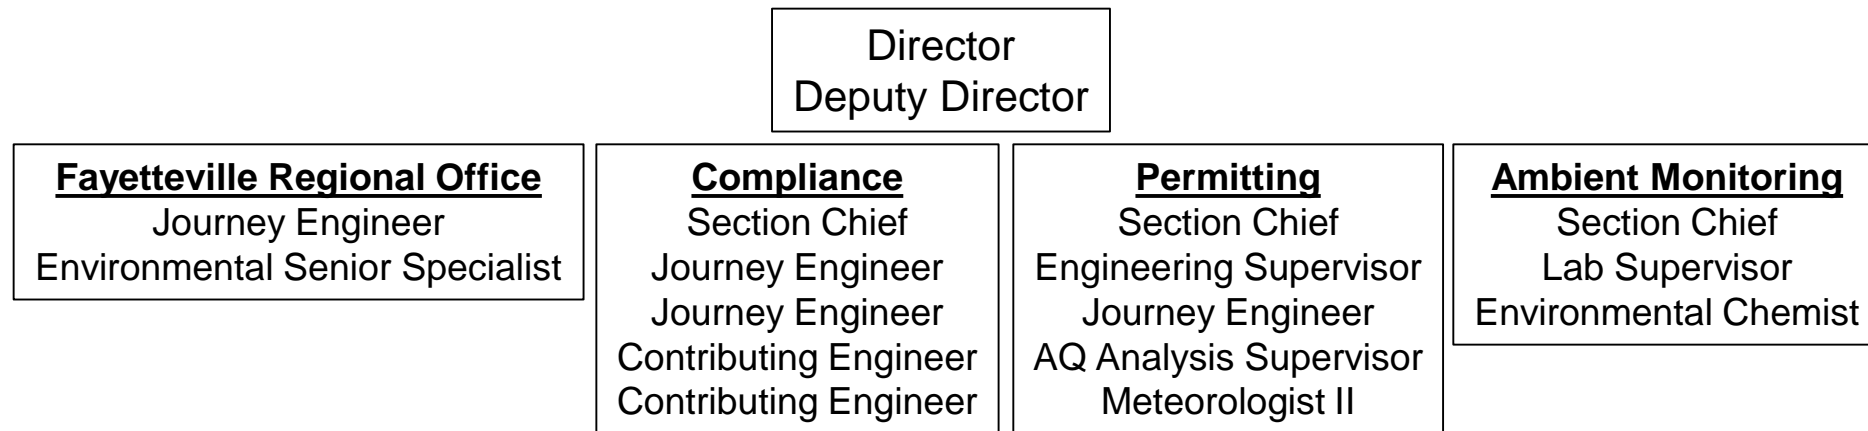 Director
Deputy Director
Fayetteville Regional Office
Journey Engineer
Environmental Senior Specialist
Compliance
Section Chief
Journey Engineer
Journey Engineer
Contributing Engineer
Contributing Engineer
Permitting
Section Chief
Engineering Supervisor
Journey Engineer
AQ Analysis Supervisor
Meteorologist II
Ambient Monitoring
Section Chief
Lab Supervisor
Environmental Chemist